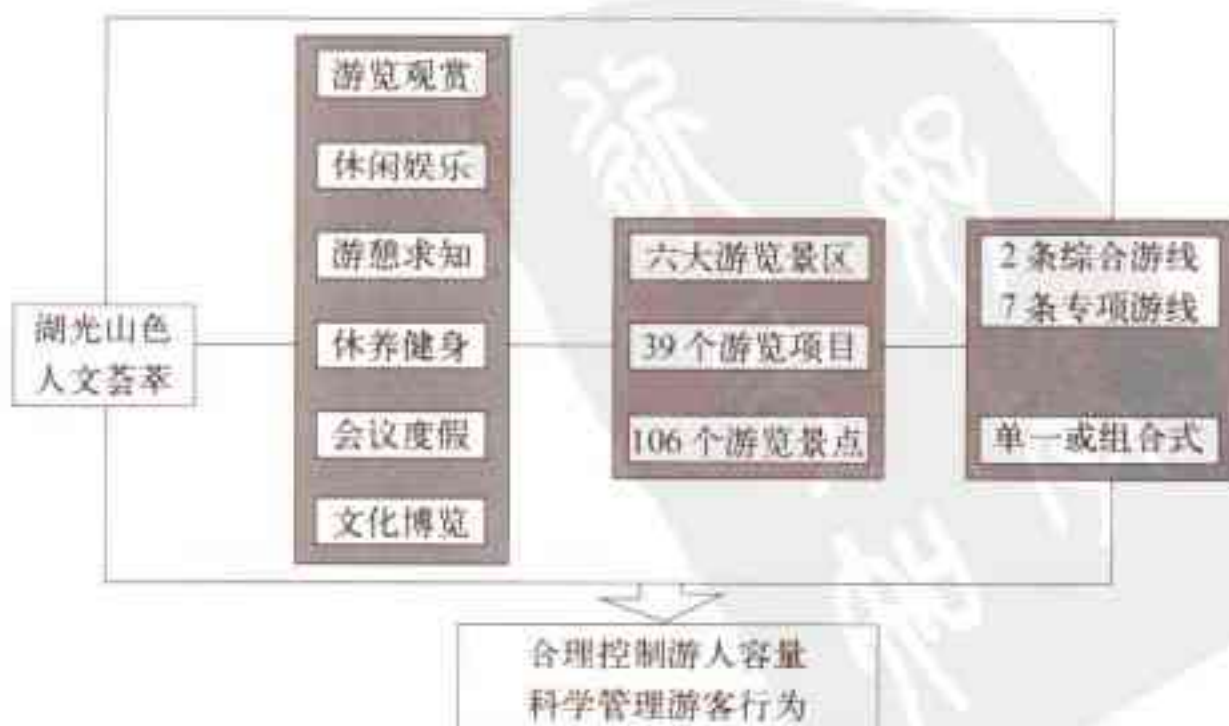 湖光山色
人文荟萃
游览观赏
休闲娱乐
游憩求知
休养健身
会议度假
文化博览
六大游览景区
39个游览项目
106个游览景点
2条综合游线
7条专项游线
单一或组合式
合理控制游人容量
科学管理游客行为